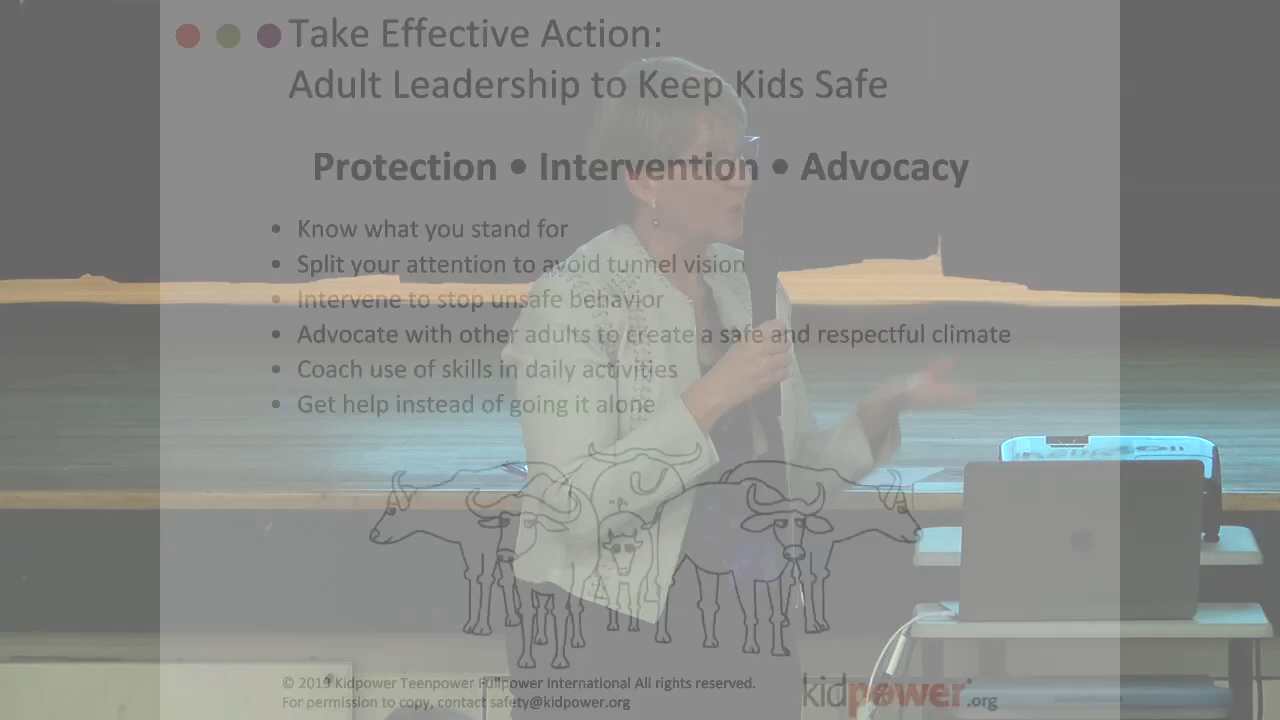 Take Effective Action:
Adult Leadership to Keep Kids Safe
Protection • Intervention • Advocacy
• Know what you stand for
• Split your attention to avoid tunnel vision
• Intervene to stop unsafe behavior
• Advocate with other adults to create a safe and respectful climate
• Coach use of skills in daily activities
• Get help instead of going it alone
© 2019 Kidpower Teenpower Fullpower International All rights reserved.
For permission to copy, contact safety@kidpower.org
kidpower.org